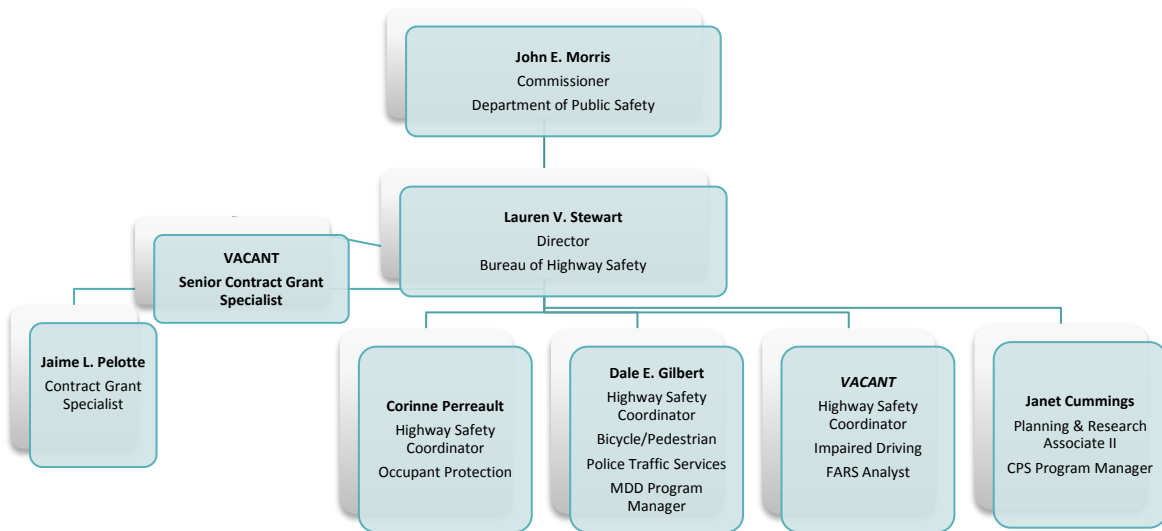 John E. Morris
Commissioner
Department of Public Safety
Lauren V. Stewart
Director
Bureau of Highway Safety
VACANT
Senior Contract Grant
Specialist
Jaime L. Pelotte
Contract Grant
Specialist
Corinne Perreault
Highway Safety
Coordinator
Occupant Protection
Dale E. Gilbert
Highway Safety
Coordinator
Bicycle/Pedestrian
Police Traffic Services
MDD Program
Manager
VACANT
Highway Safety
Coordinator
Impaired Driving
FARS Analyst
Janet Cummings
Planning & Research
Associate II
CPS Program Manager